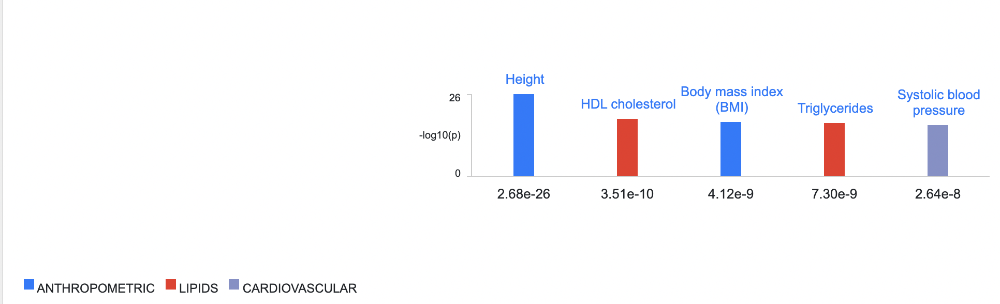 Height
HDL cholesterol
Body mass index
(BMI)
Triglycerides
Systolic blood
pressure
26
-log10(p)
0
2.68e-26
3.51e-10
4.12e-9
7.30e-9
2.64e-8
ANTHROPOMETRIC
LIPIDS
CARDIOVASCULAR